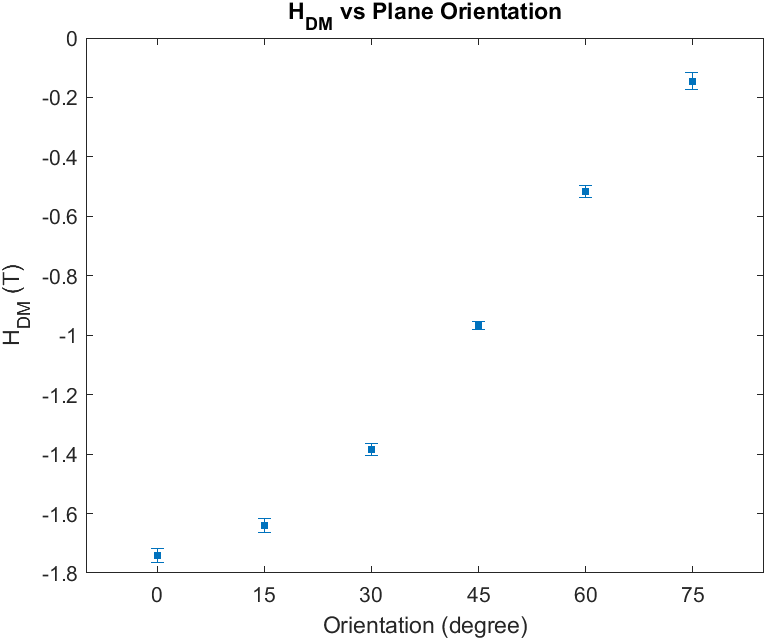 H_DM vs Plane Orientation
0
-0.2
-0.4
-0.6
-0.8
-1
-1.2
-1.4
-1.6
-1.8
H_DM (T)
0 15 30 45 60 75
Orientation (degree)